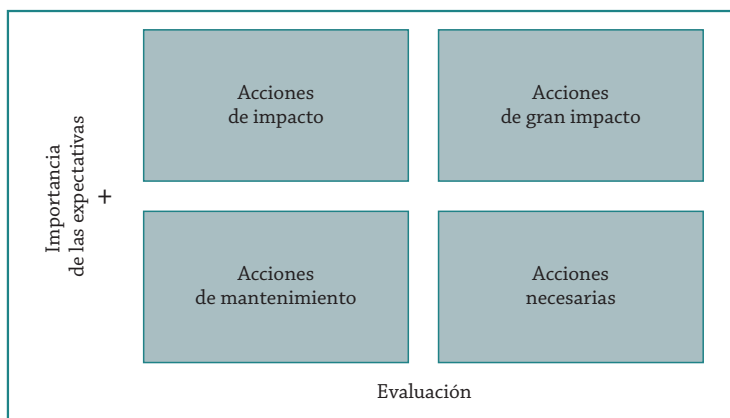 Acciones
de impacto
Acciones
de gran impacto
Importancia
de las expectativas
+
Acciones
de mantenimiento
Acciones
necesarias
Evaluación